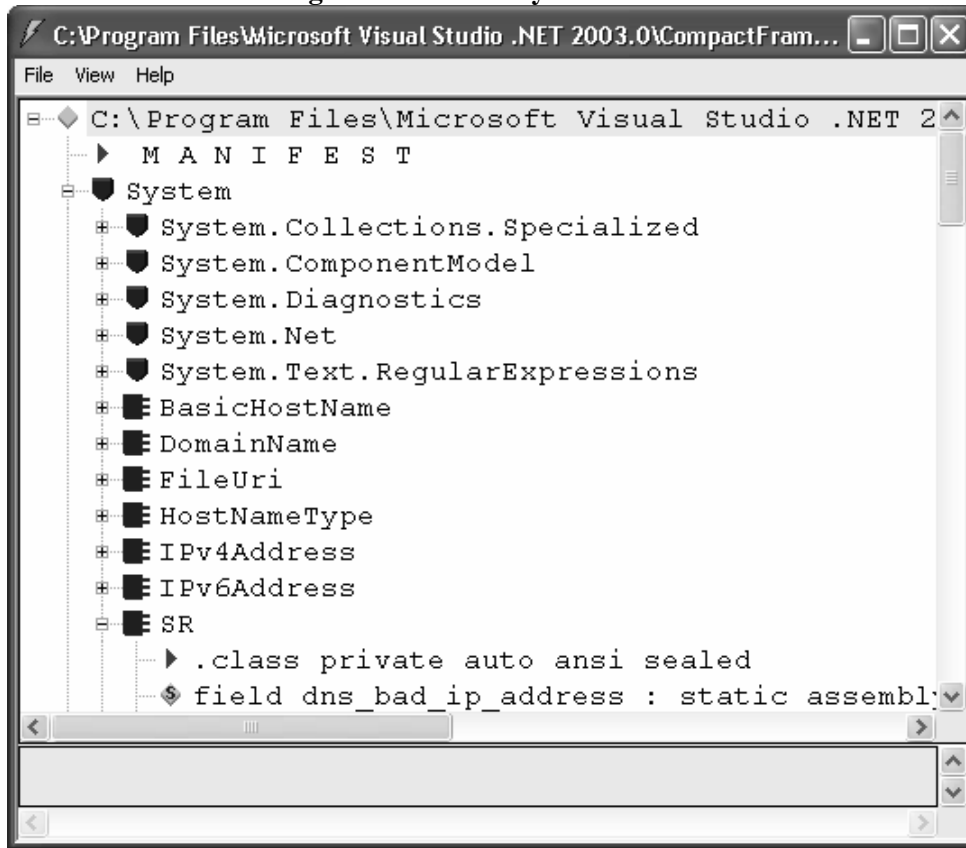 C:\Program Files\Microsoft Visual Studio .NET 2003.0\CompactFram...
File View Help
C:\Program Files\Microsoft Visual Studio .NET 2
M A N I F E S T
System
System.Collections.Specialized
System.ComponentModel
System.Diagnostics
System.Net
System.Text.RegularExpressions
BasicHostName
DomainName
FileUri
HostNameType
IPv4Address
IPv6Address
SR
.class private auto ansi sealed
field dns_bad_ip_address : static assembly